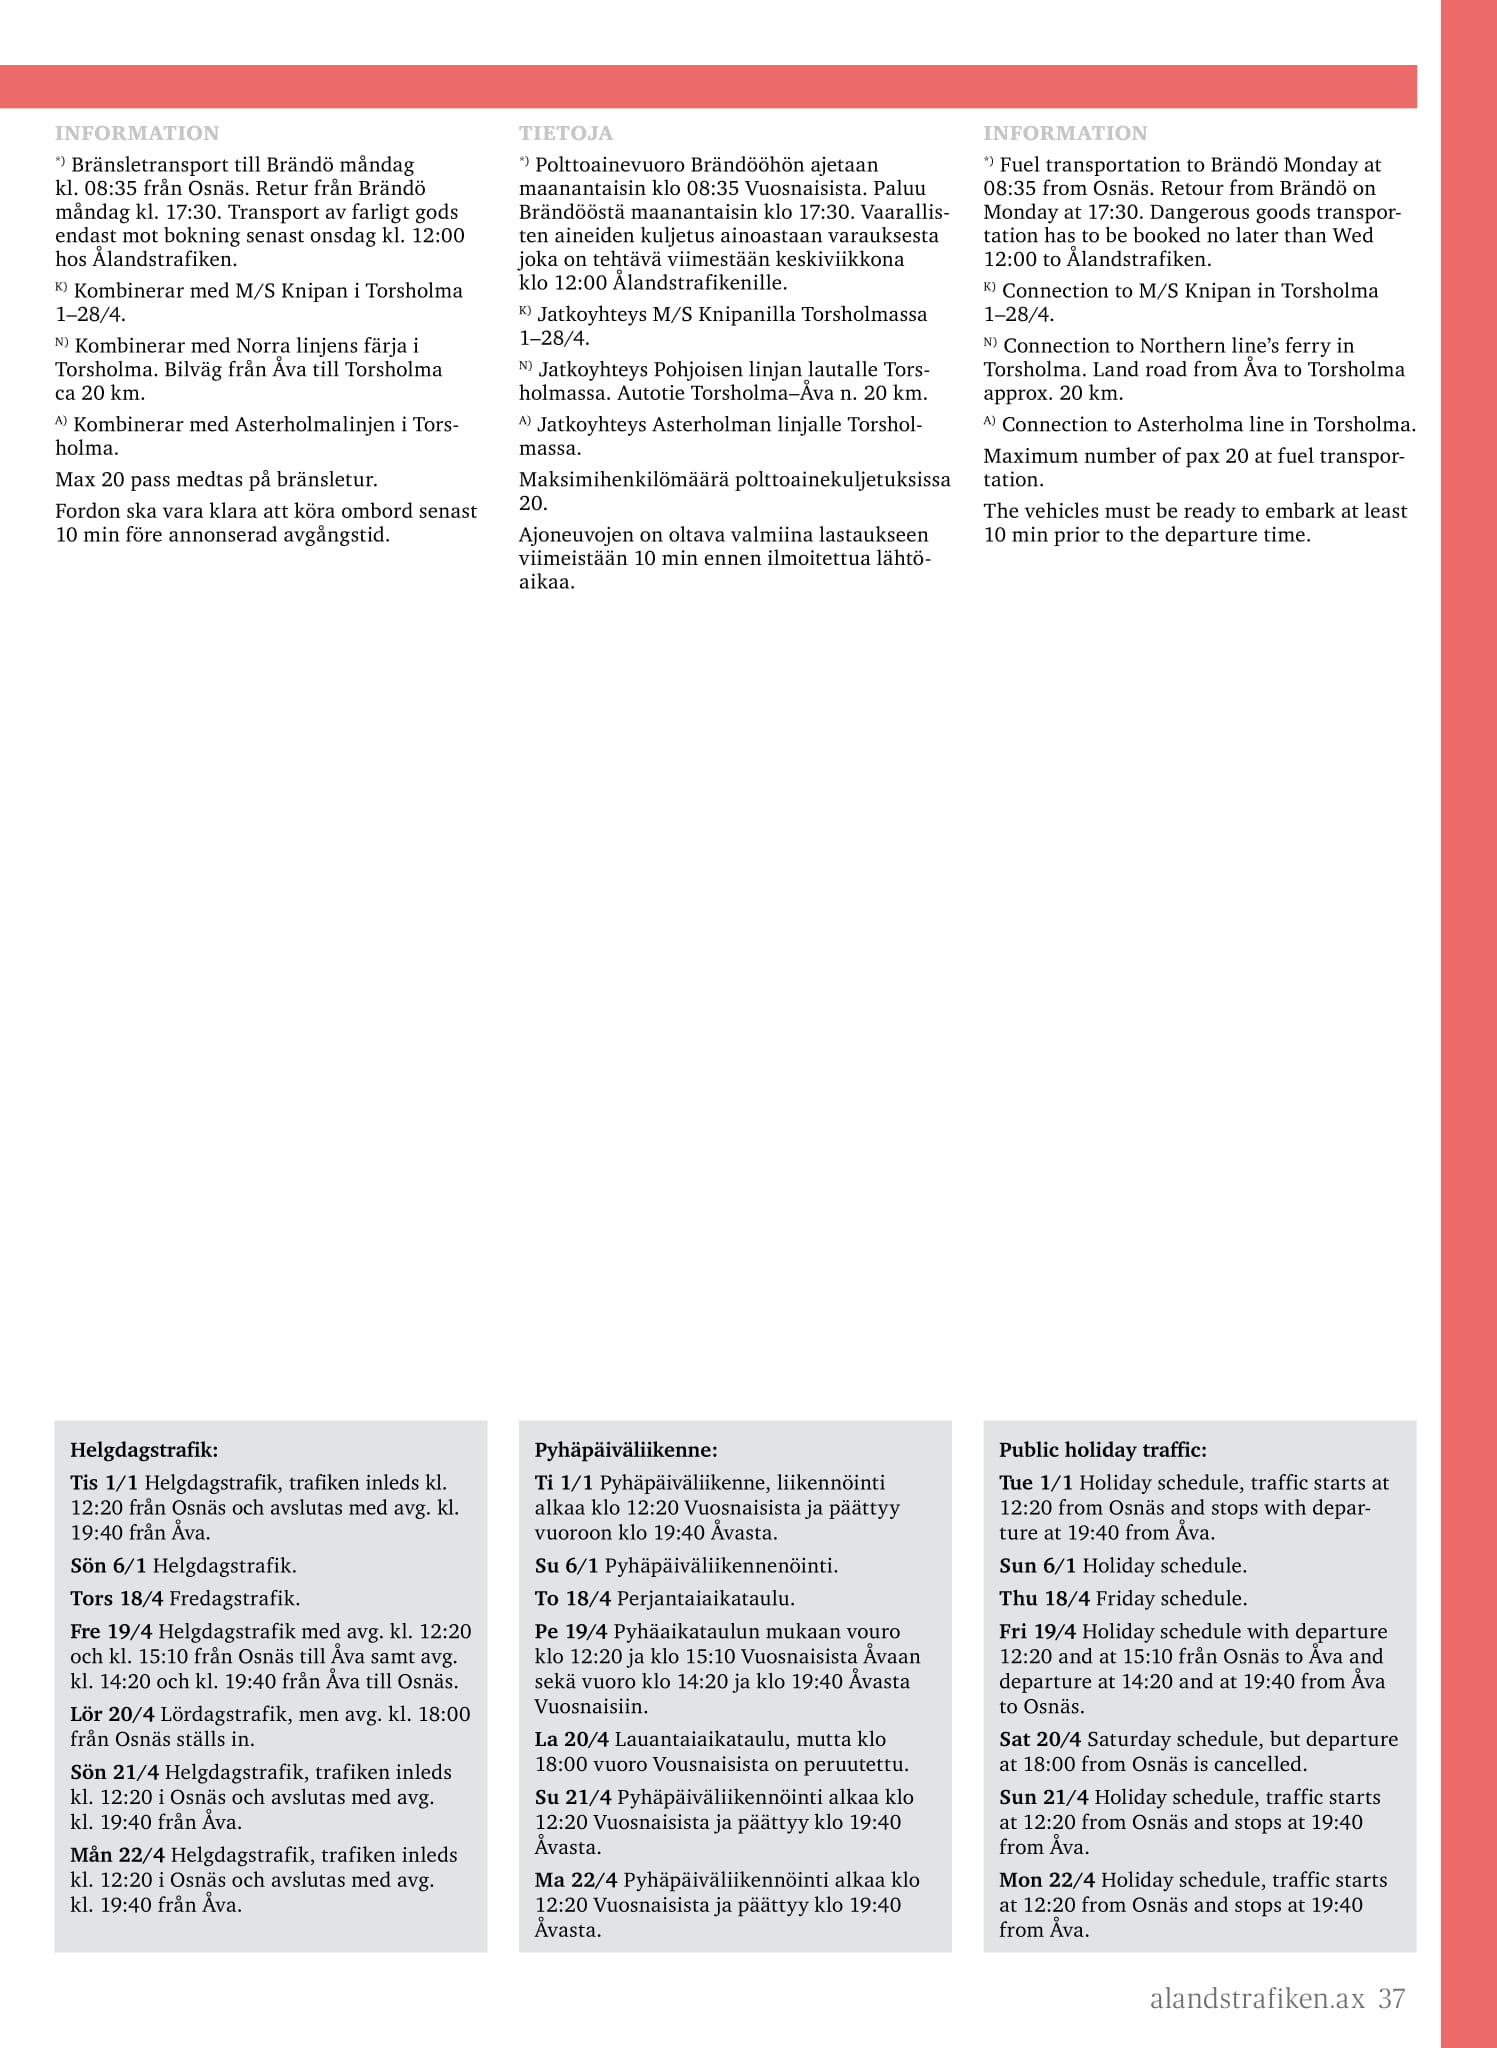 INFORMATION
*) Bränsletransport till Brändö måndag
kl. 08:35 från Osnäs. Retur från Brändö
måndag kl. 17:30. Transport av farligt gods
endast mot bokning senast onsdag kl. 12:00
hos Ålandstrafiken.
K) Kombinerar med M/S Knipan i Torsholma
1–28/4.
N) Kombinerar med Norra linjens färja i
Torsholma. Bilväg från Åva till Torsholma
ca 20 km.
A) Kombinerar med Asterholmalinjen i Tors-
holma.
Max 20 pass medtas på bränsletur.
Fordon ska vara klara att köra ombord senast
10 min före annonserad avgångstid.
TIETOJA
*) Polttoainevuoro Brändööhön ajetaan
maanantaisin klo 08:35 Vuosnaisista. Paluu
Brändööstä maanantaisin klo 17:30. Vaarallis-
ten aineiden kuljetus ainoastaan varauksesta
joka on tehtävä viimestään keskiviikkona
klo 12:00 Ålandstrafikenille.
K) Jatkoyhteys M/S Knipanilla Torsholmassa
1–28/4.
N) Jatkoyhteys Pohjoisen linjan lautalle Tors-
holmassa. Autotie Torsholma–Åva n. 20 km.
A) Jatkoyhteys Asterholman linjalle Torshol-
massa.
Maksimihenkilömäärä polttoainekuljetuksissa
20.
Ajoneuvojen on oltava valmiina lastaukseen
viimeistään 10 min ennen ilmoitettua lähtö-
aikaa.
INFORMATION
*) Fuel transportation to Brändö Monday at
08:35 from Osnäs. Retour from Brändö on
Monday at 17:30. Dangerous goods transpor-
tation has to be booked no later than Wed
12:00 to Ålandstrafiken.
K) Connection to M/S Knipan in Torsholma
1–28/4.
N) Connection to Northern line’s ferry in
Torsholma. Land road from Åva to Torsholma
approx. 20 km.
A) Connection to Asterholma line in Torsholma.
Maximum number of pax 20 at fuel transpor-
tation.
The vehicles must be ready to embark at least
10 min prior to the departure time.
Helgdagstrafik:
Tis 1/1 Helgdagstrafik, trafiken inleds kl.
12:20 från Osnäs och avslutas med avg. kl.
19:40 från Åva.
Sön 6/1 Helgdagstrafik.
Tors 18/4 Fredagstrafik.
Fre 19/4 Helgdagstrafik med avg. kl. 12:20
och kl. 15:10 från Osnäs till Åva samt avg.
kl. 14:20 och kl. 19:40 från Åva till Osnäs.
Lör 20/4 Lördagstrafik, men avg. kl. 18:00
från Osnäs ställs in.
Sön 21/4 Helgdagstrafik, trafiken inleds
kl. 12:20 i Osnäs och avslutas med avg.
kl. 19:40 från Åva.
Mån 22/4 Helgdagstrafik, trafiken inleds
kl. 12:20 i Osnäs och avslutas med avg.
kl. 19:40 från Åva.
Pyhäpäiväliikenne:
Ti 1/1 Pyhäpäiväliikenne, liikennöinti
alkaa klo 12:20 Vuosnaisista ja päättyy
vuoroon klo 19:40 Åvasta.
Su 6/1 Pyhäpäiväliikennenöinti.
To 18/4 Perjantaiaikataulu.
Pe 19/4 Pyhäaikataulun mukaan vouro
klo 12:20 ja klo 15:10 Vuosnaisista Åvaan
sekä vuoro klo 14:20 ja klo 19:40 Åvasta
Vuosnaisiin.
La 20/4 Lauantaiaikataulu, mutta klo
18:00 vuoro Vousnaisista on peruutettu.
Su 21/4 Pyhäpäiväliikennöinti alkaa klo
12:20 Vuosnaisista ja päättyy klo 19:40
Åvasta.
Ma 22/4 Pyhäpäiväliikennöinti alkaa klo
12:20 Vuosnaisista ja päättyy klo 19:40
Åvasta.
Public holiday traffic:
Tue 1/1 Holiday schedule, traffic starts at
12:20 from Osnäs and stops with depar-
ture at 19:40 from Åva.
Sun 6/1 Holiday schedule.
Thu 18/4 Friday schedule.
Fri 19/4 Holiday schedule with departure
12:20 and at 15:10 från Osnäs to Åva and
departure at 14:20 and at 19:40 from Åva
to Osnäs.
Sat 20/4 Saturday schedule, but departure
at 18:00 from Osnäs is cancelled.
Sun 21/4 Holiday schedule, traffic starts
at 12:20 from Osnäs and stops at 19:40
from Åva.
Mon 22/4 Holiday schedule, traffic starts
at 12:20 from Osnäs and stops at 19:40
from Åva.
alandstrafiken.ax 37